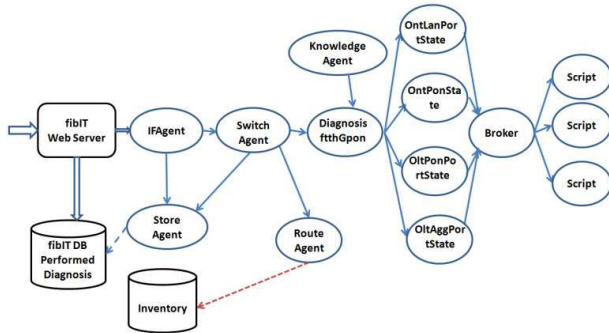 Knowledge
Agent
OntLanPor
tState
fibIT
Web Server
IFAgent
Switch
Agent
Diagnosis
ftthGpon
OntPonSta
te
OltPonPo
rtState
OltAggPor
tState
Broker
Script
Script
Script
Store
Agent
Route
Agent
fibIT DB
Performed
Diagnosis
Inventory